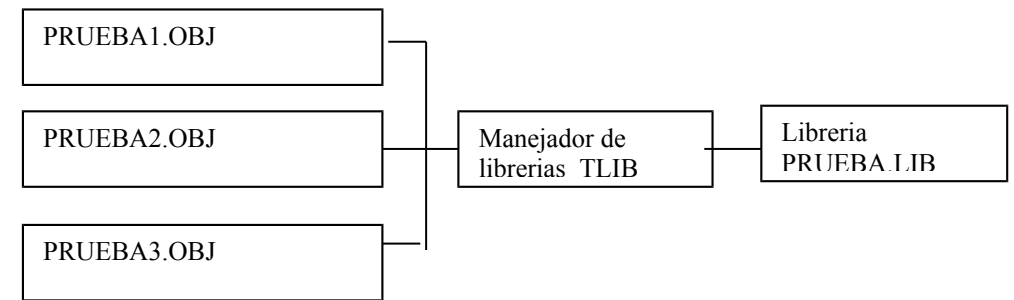 PRUEBA1.OBJ
PRUEBA2.OBJ
PRUEBA3.OBJ
Manejador de
librerias TLIB
Libreria
PRUEBA.LIB